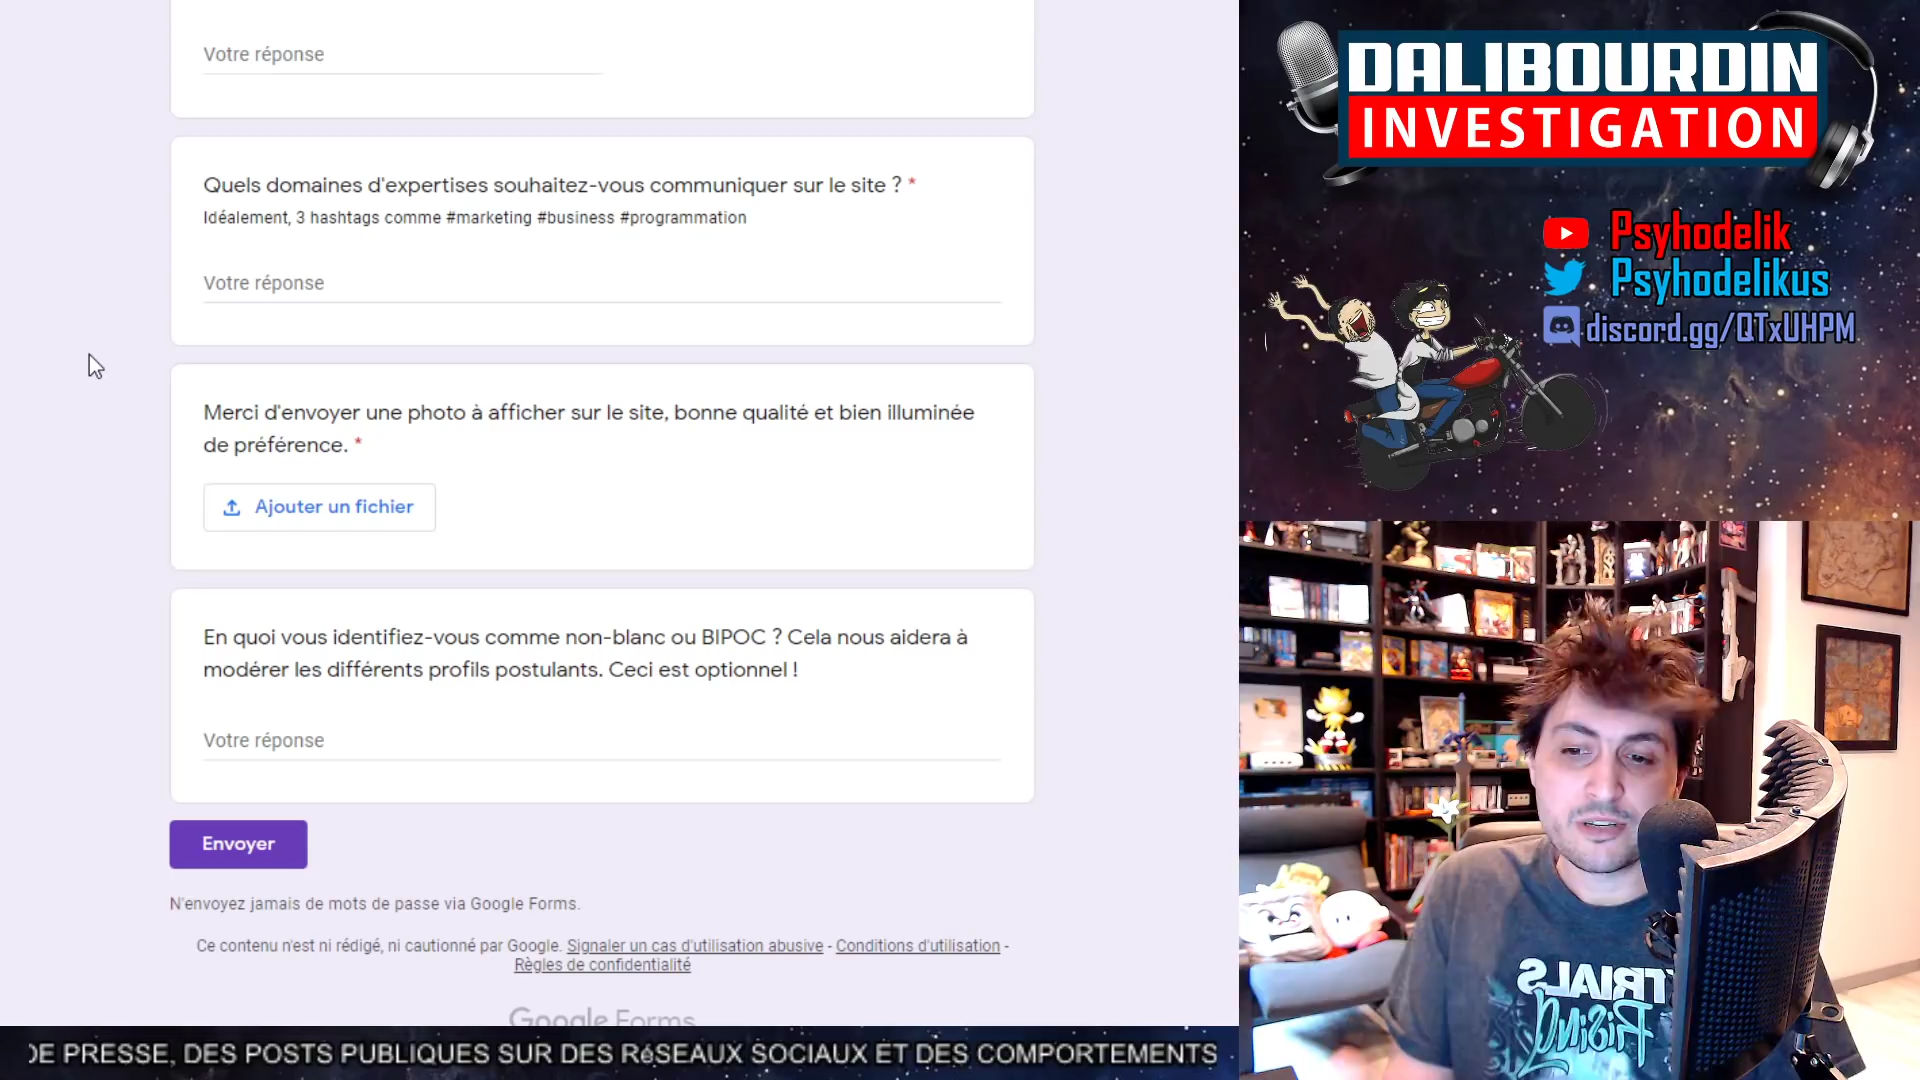 Votre réponse
Quels domaines d'expertises souhaitez-vous communiquer sur le site ? *
Idéalement, 3 hashtags comme #marketing #business #programmation
Votre réponse
Merci d'envoyer une photo à afficher sur le site, bonne qualité et bien illuminée
de préférence. *
Ajouter un fichier
En quoi vous identifiez-vous comme non-blanc ou BIPOC ? Cela nous aidera à
modérer les différents profils postulants. Ceci est optionnel !
Votre réponse
Envoyer
N'envoyez jamais de mots de passe via Google Forms.
Ce contenu n'est ni rédigé, ni cautionné par Google. Signaler un cas d'utilisation abusive - Conditions d'utilisation -
Règles de confidentialité
Google Forms
DE PRESSE, DES POSTS PUBLIQUES SUR DES RéSEAUX SOCIAUX ET DES COMPORTEMENTS
DALIBOURDIN
INVESTIGATION
Psyhodelik
Psyhodelikus
discord.gg/QTxUHPM
TRIALS
Rising